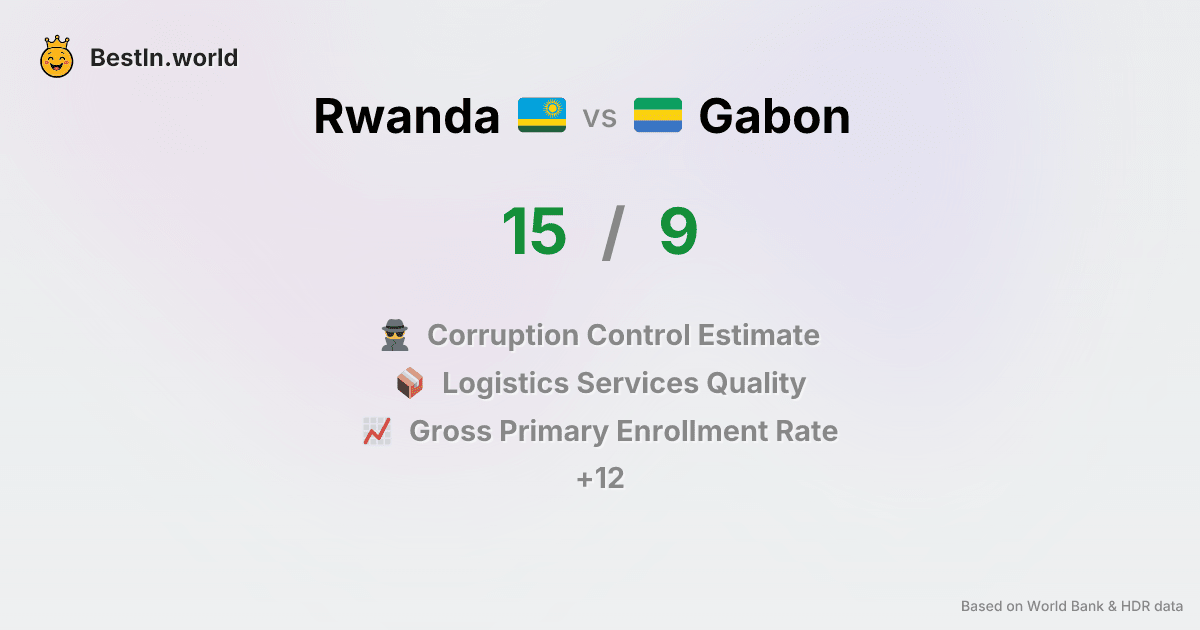 BestIn.world
Rwanda vs Gabon
15 / 9
Corruption Control Estimate
Logistics Services Quality
Gross Primary Enrollment Rate
+12
Based on World Bank & HDR data